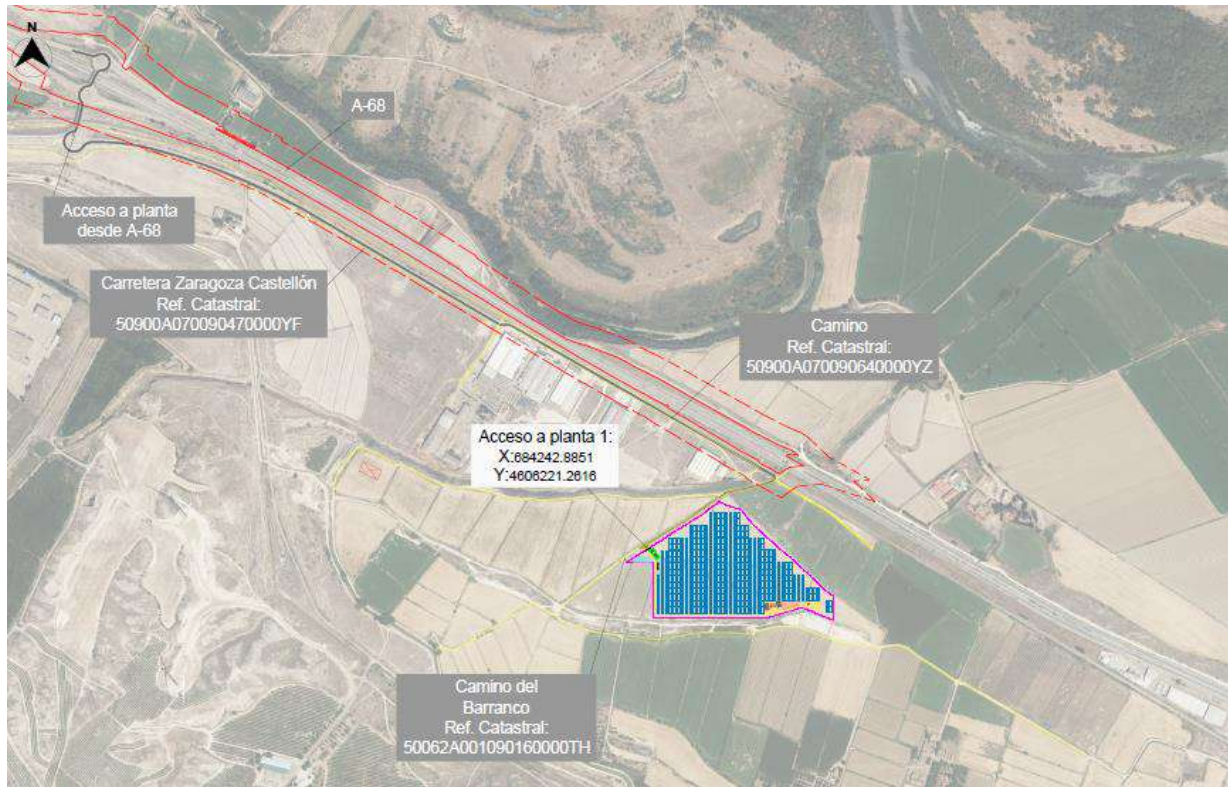 N
A-68
Acceso a planta
desde A-68
Carretera Zaragoza Castellón
Ref. Catastral:
50900A070090470000YF
Camino
Ref. Catastral:
50900A070090640000YZ
Acceso a planta 1:
X:684242.8851
Y:4606221.2616
Camino del
Barranco
Ref. Catastral:
50062A001090160000TH